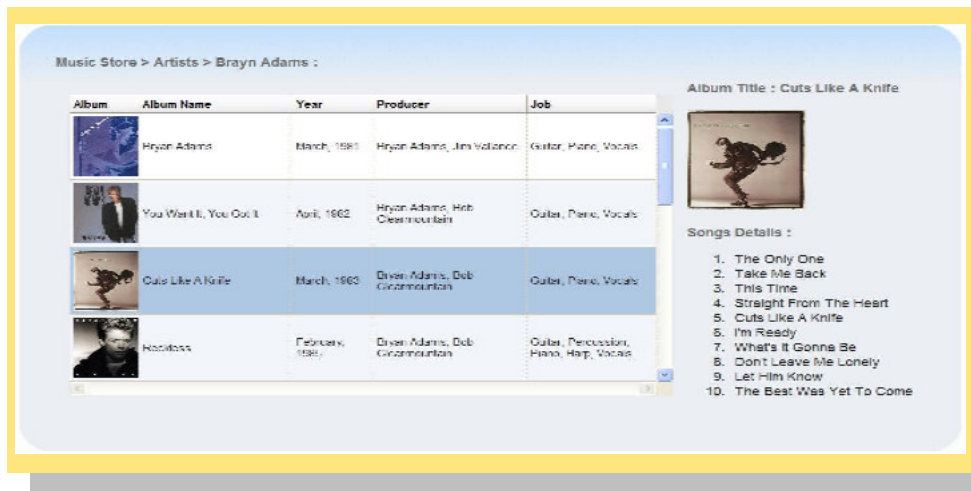 Music Store > Artists > Brayn Adams :
Album Title : Cuts Like A Knife
Album Album Name Year Producer Job
Bryan Adams March, 1981 Bryan Adams, Jim Vallance Guitar, Piano, Vocals
You Want It, You Got It April, 1982 Bryan Adams, Bob
Clearmountain Guitar, Piano, Vocals
Cuts Like A Knife March, 1983 Bryan Adams, Bob
Clearmountain Guitar, Piano, Vocals
Reckless February, Bryan Adams, Bob Guitar, Percussion,
Clearmountain Piano, Harp, Vocals
Songs Details :
1. The Only One
2. Take Me Back
3. This Time
4. Straight From The Heart
5. Cuts Like A Knife
6. I'm Ready
7. What's It Gonna Be
8. Don't Leave Me Lonely
9. Let Him Know
10. The Best Was Yet To Come